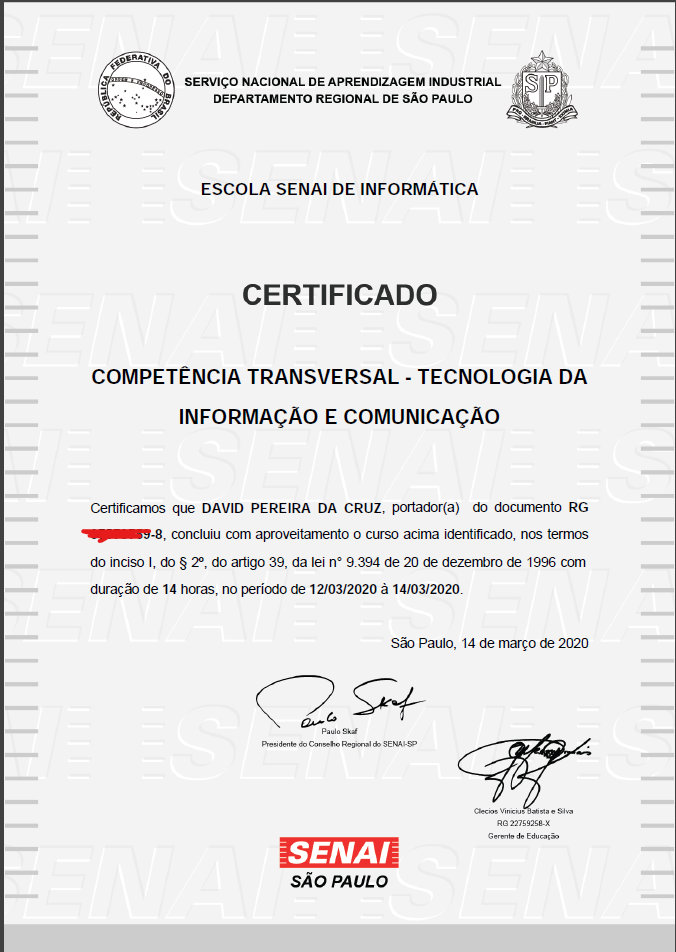 REPÚBLICA FEDERATIVA DO BRASIL
SERVIÇO NACIONAL DE APRENDIZAGEM INDUSTRIAL
DEPARTAMENTO REGIONAL DE SÃO PAULO
SP
ESCOLA SENAI DE INFORMÁTICA
CERTIFICADO
COMPETÊNCIA TRANSVERSAL - TECNOLOGIA DA
INFORMAÇÃO E COMUNICAÇÃO
Certificamos que DAVID PEREIRA DA CRUZ, portador(a) do documento RG
-8, concluiu com aproveitamento o curso acima identificado, nos termos
do inciso I, do § 2º, do artigo 39, da lei n° 9.394 de 20 de dezembro de 1996 com
duração de 14 horas, no período de 12/03/2020 à 14/03/2020.
São Paulo, 14 de março de 2020
Paulo Skaf
Paulo Skaf
Presidente do Conselho Regional do SENAI-SP
Clecios Vinícius Batista e Silva
RG 22759258-X
Gerente de Educação
SENAI
SÃO PAULO